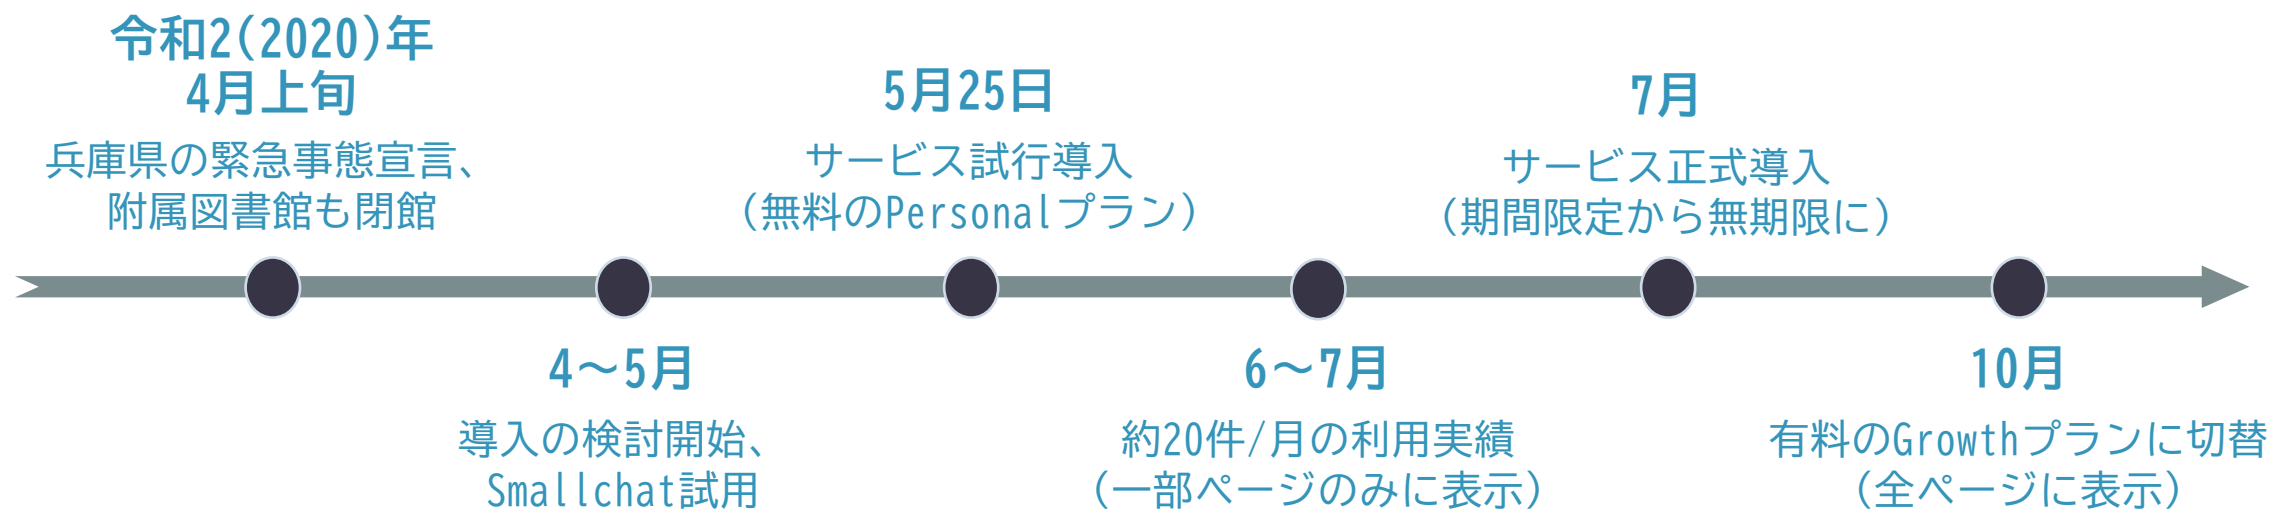 令和2(2020)年
4月上旬
兵庫県の緊急事態宣言、
附属図書館も閉館
4～5月
導入の検討開始、
Smallchat試用
5月25日
サービス試行導入
（無料のPersonalプラン）
6～7月
約20件/月の利用実績
（一部ページのみに表示）
7月
サービス正式導入
（期間限定から無期限に）
10月
有料のGrowthプランに切替
（全ページに表示）